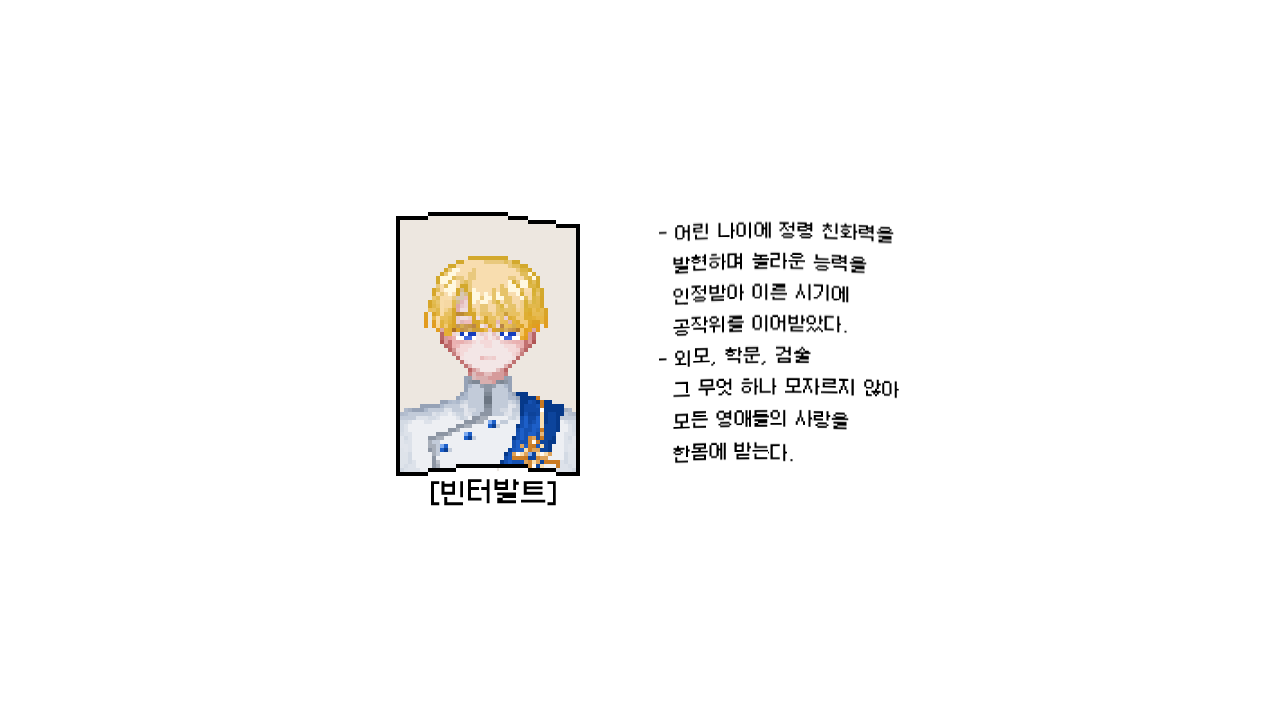 - 어린 나이에 정령 친화력을
발현하며 놀라운 능력을
인정받아 이른 시기에
공작위를 이어받았다.
- 외모, 학문, 검술
그 무엇 하나 모자르지 않아
모든 영애들의 사랑을
한몸에 받는다.
[빈터발트]